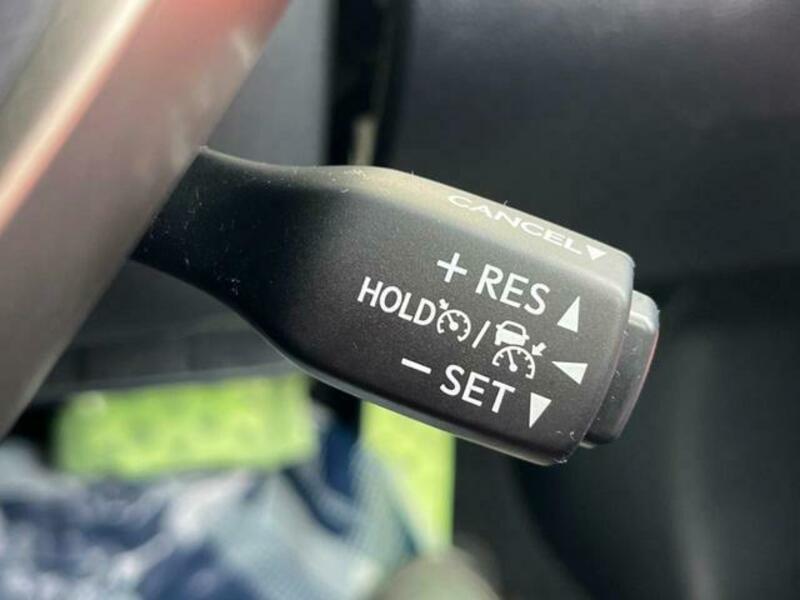 CANCEL▼
+ RES ▲
HOLD / ◀
- SET ▼